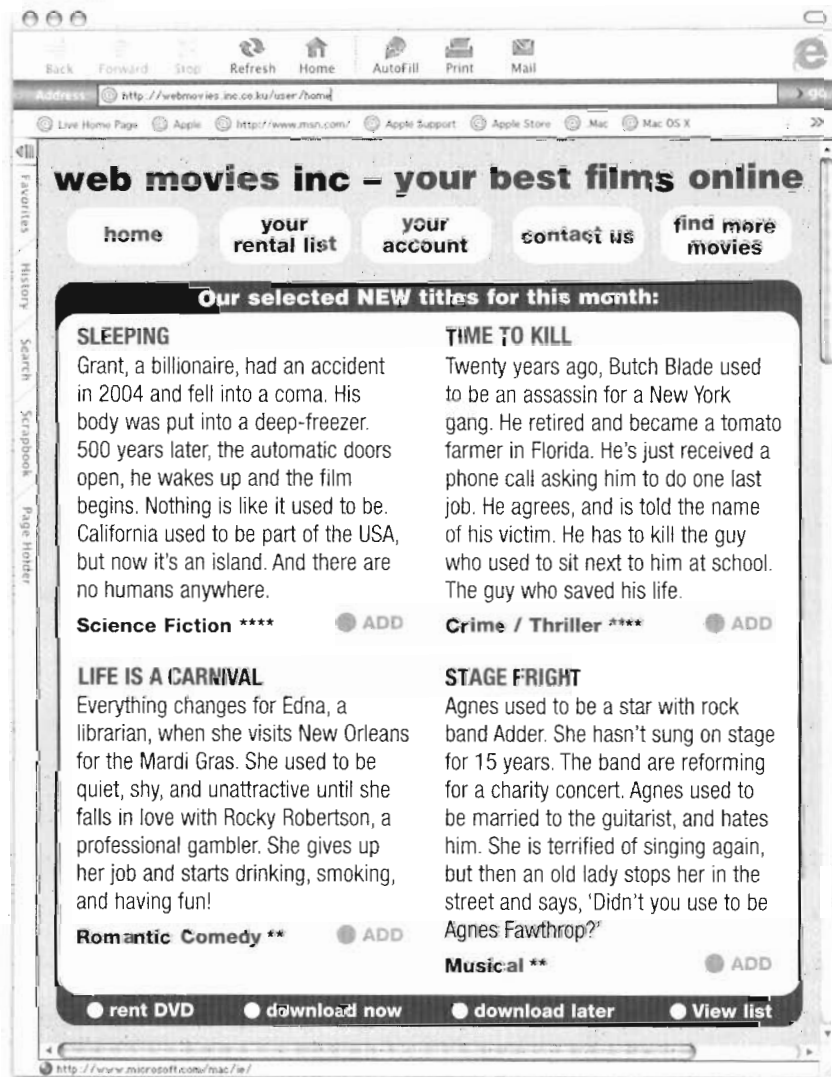 Back Forward Stop Refresh Home AutoFill Print Mail
Address: http://webmovies.inc.co.ku/user/home go
Live Home Page Apple http://www.msn.com/ Apple Support Apple Store .Mac Mac OS X
Favorites
History
Search
Scrapbook
Page Holder
web movies inc – your best films online
home
your
rental list
your
account
contact us
find more
movies
Our selected NEW titles for this month:
SLEEPING
Grant, a billionaire, had an accident
in 2004 and fell into a coma. His
body was put into a deep-freezer.
500 years later, the automatic doors
open, he wakes up and the film
begins. Nothing is like it used to be.
California used to be part of the USA,
but now it's an island. And there are
no humans anywhere.
Science Fiction **** ADD
TIME TO KILL
Twenty years ago, Butch Blade used
to be an assassin for a New York
gang. He retired and became a tomato
farmer in Florida. He's just received a
phone call asking him to do one last
job. He agrees, and is told the name
of his victim. He has to kill the guy
who used to sit next to him at school.
The guy who saved his life.
Crime / Thriller **** ADD
LIFE IS A CARNIVAL
Everything changes for Edna, a
librarian, when she visits New Orleans
for the Mardi Gras. She used to be
quiet, shy, and unattractive until she
falls in love with Rocky Robertson, a
professional gambler. She gives up
her job and starts drinking, smoking,
and having fun!
Romantic Comedy ** ADD
STAGE FRIGHT
Agnes used to be a star with rock
band Adder. She hasn't sung on stage
for 15 years. The band are reforming
for a charity concert. Agnes used to
be married to the guitarist, and hates
him. She is terrified of singing again,
but then an old lady stops her in the
street and says, 'Didn't you use to be
Agnes Fawthrop?'
Musical ** ADD
rent DVD download now download later View list
http://www.microsoft.com/mac/ie/